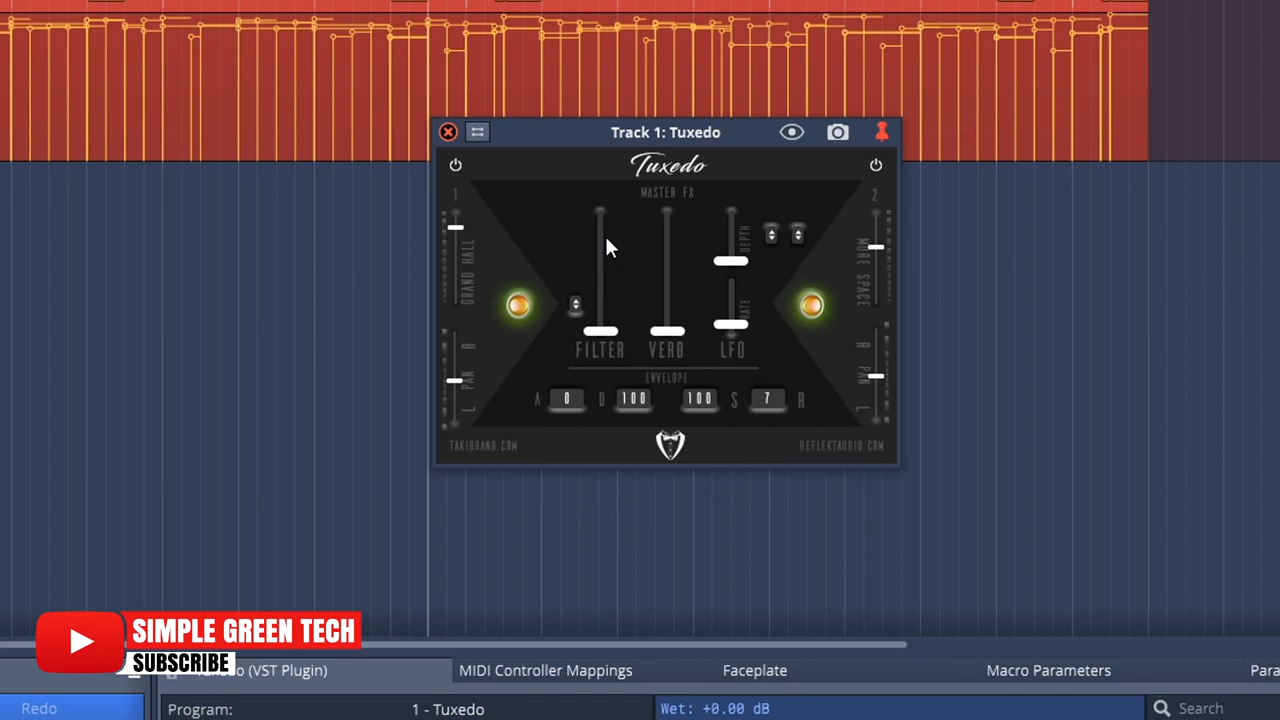 Track 1: Tuxedo
Tuxedo
MASTER FX
1
2
GRAND HALL
DEPTH
MORE SPACE
RATE
R
PAN
L
R
PAN
L
FILTER
VERB
LFO
ENVELOPE
A 0 D 100 100 S 7 R
TAKIBRAND.COM
REFLEXTAUDIO.COM
SIMPLE GREEN TECH
SUBSCRIBE
(VST Plugin)
MIDI Controller Mappings
Faceplate
Macro Parameters
Para
Redo
Program:
1 - Tuxedo
Wet: +0.00 dB
Search